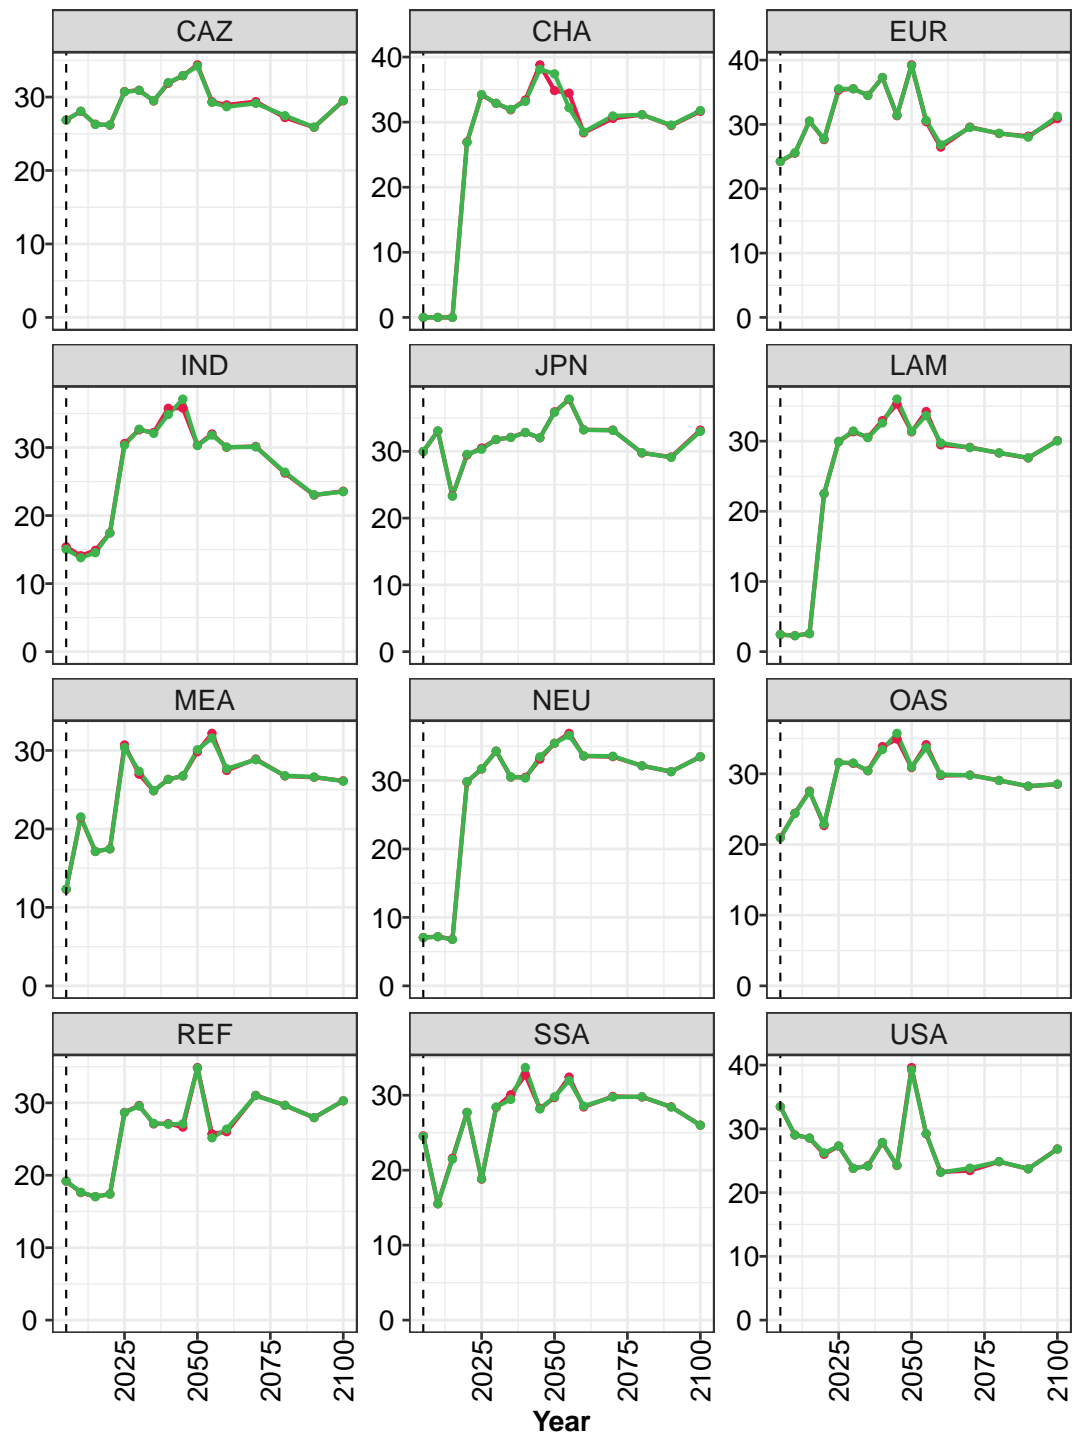 CAZ CHA EUR
30 40 40
20 30 30
10 20 20
0 10 10
0 0
IND JPN LAM
30 30 30
20 20 20
10 10 10
0 0 0
MEA NEU OAS
30 30 30
20 20 20
10 10 10
0 0 0
REF SSA USA
30 30 40
20 20 30
10 10 20
0 0 10
0
2025 2050 2075 2100 2025 2050 2075 2100 2025 2050 2075 2100
Year